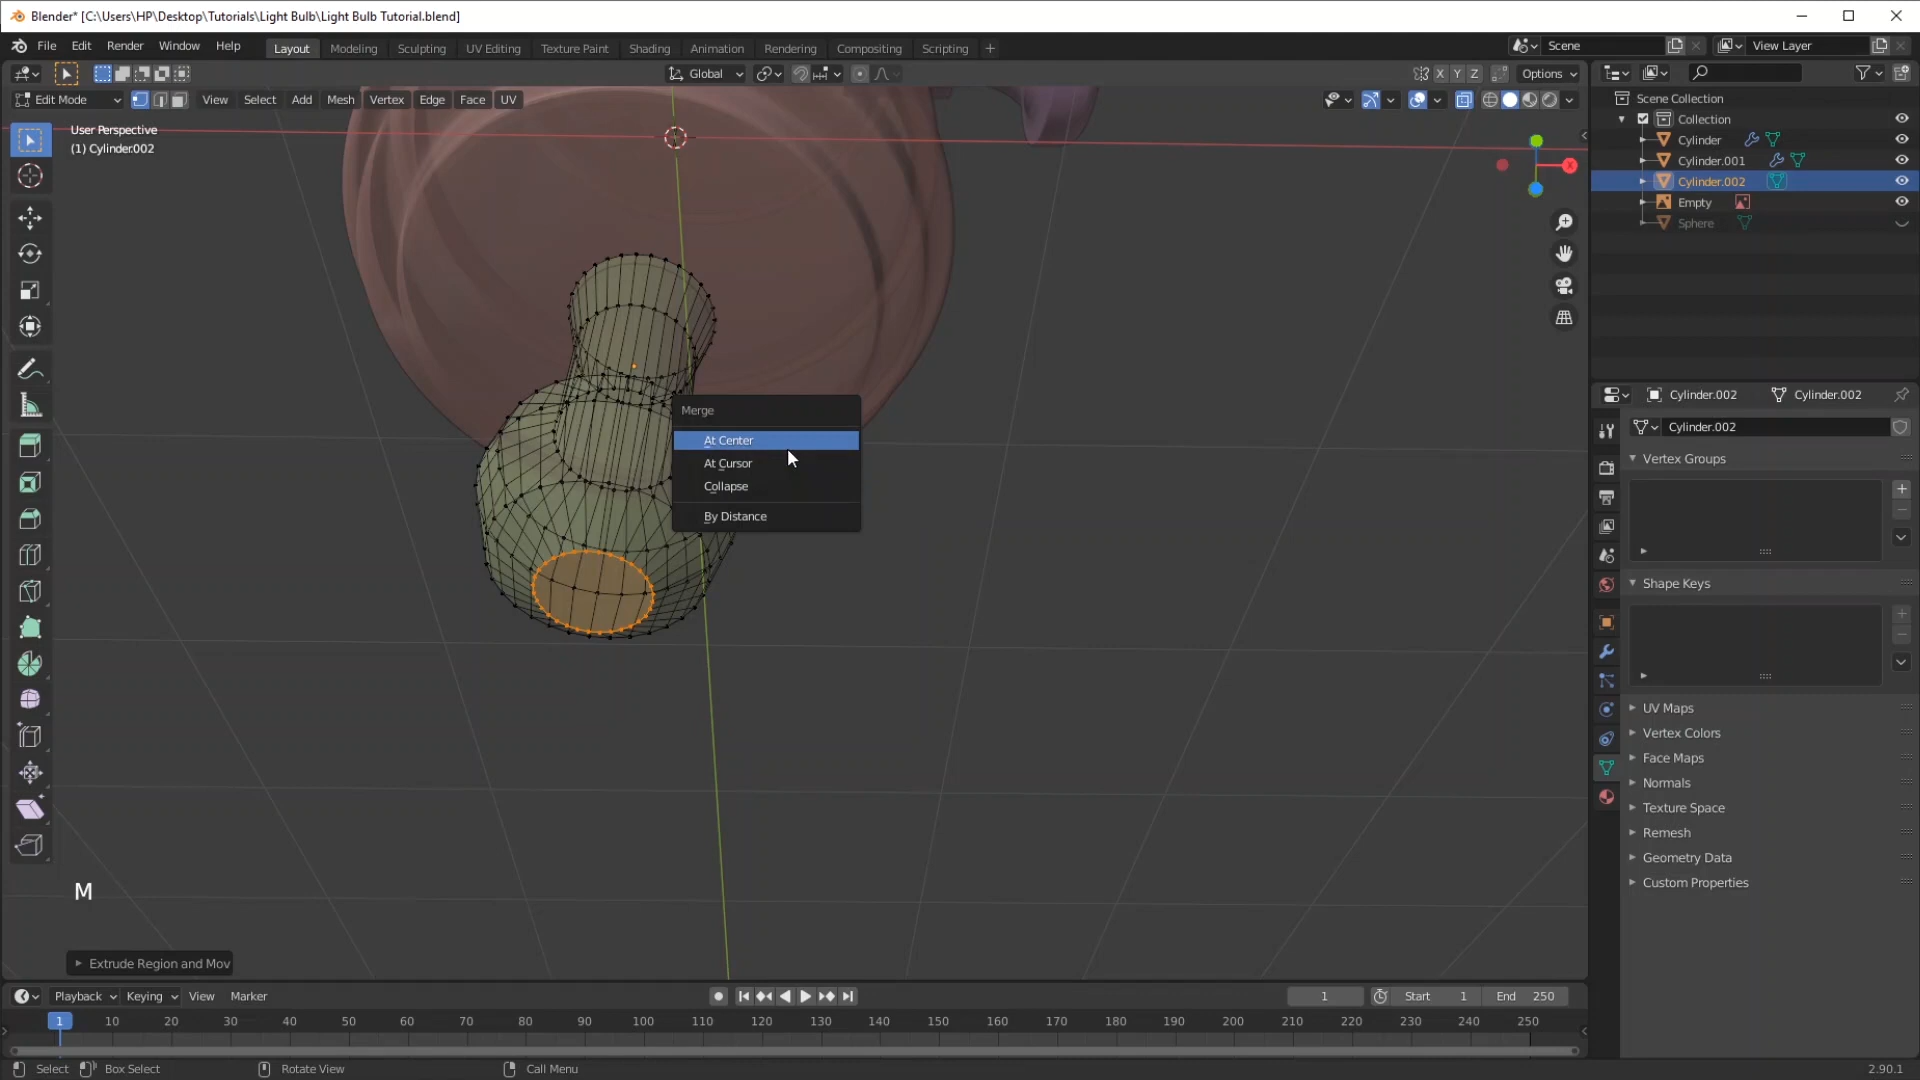 Blender* [C:\Users\HP\Desktop\Tutorials\Light Bulb\Light Bulb Tutorial.blend]
File Edit Render Window Help Layout Modeling Sculpting UV Editing Texture Paint Shading Animation Rendering Compositing Scripting + Scene View Layer
Global X Y Z Options
Edit Mode View Select Add Mesh Vertex Edge Face UV
User Perspective
(1) Cylinder.002
Scene Collection
Collection
Cylinder
Cylinder.001
Cylinder.002
Empty
Sphere
X
Merge
At Center
At Cursor
Collapse
By Distance
Cylinder.002 Cylinder.002
Cylinder.002
Vertex Groups
Shape Keys
UV Maps
Vertex Colors
Face Maps
Normals
Texture Space
Remesh
Geometry Data
Custom Properties
M
Extrude Region and Mov
Playback Keying View Marker 1 Start 1 End 250
1 10 20 30 40 50 60 70 80 90 100 110 120 130 140 150 160 170 180 190 200 210 220 230 240 250
Select Box Select Rotate View Call Menu 2.90.1